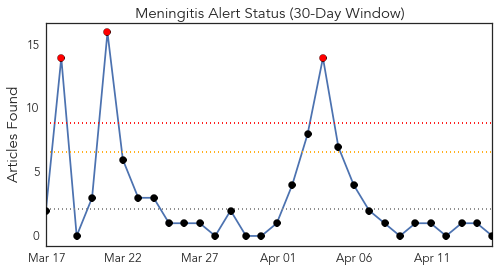 Meningitis Alert Status (30-Day Window)
Articles Found
15
10
5
0
Mar 17 Mar 22 Mar 27 Apr 01 Apr 06 Apr 11